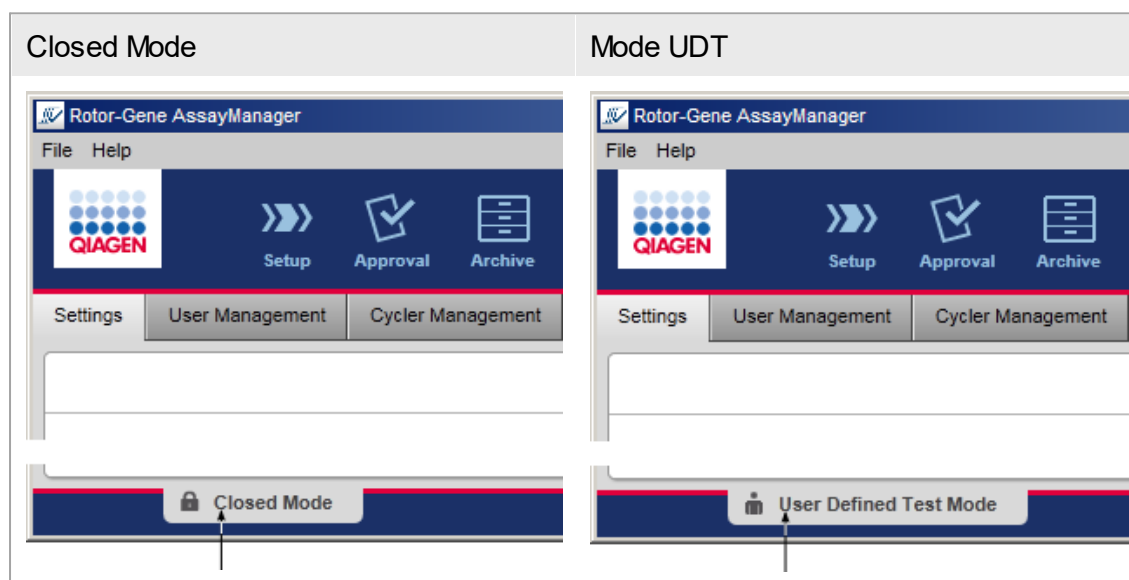 Closed Mode
Mode UDT
Rotor-Gene AssayManager
File Help
QIAGEN
Setup Approval Archive
Settings User Management Cycler Management
Closed Mode
Rotor-Gene AssayManager
File Help
QIAGEN
Setup Approval Archive
Settings User Management Cycler Management
User Defined Test Mode